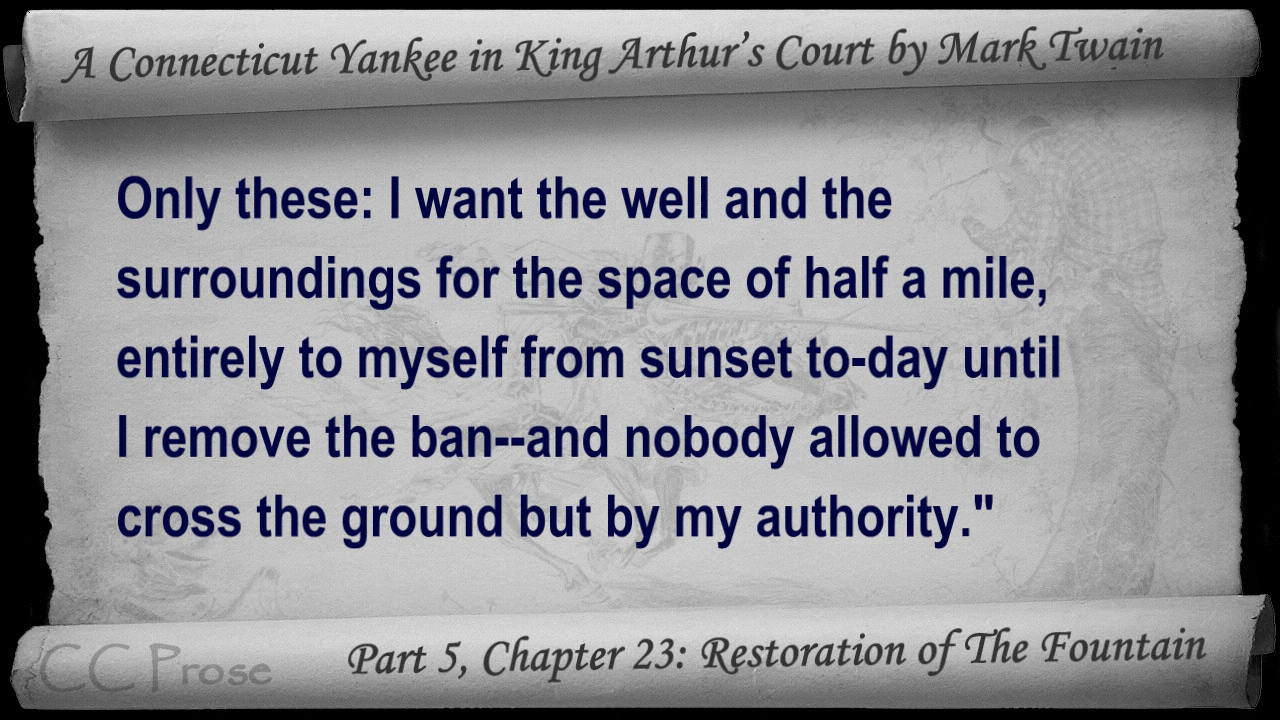 A Connecticut Yankee in King Arthur's Court by Mark Twain
Only these: I want the well and the
surroundings for the space of half a mile,
entirely to myself from sunset to-day until
I remove the ban--and nobody allowed to
cross the ground but by my authority."
CC Prose
Part 5, Chapter 23: Restoration of The Fountain